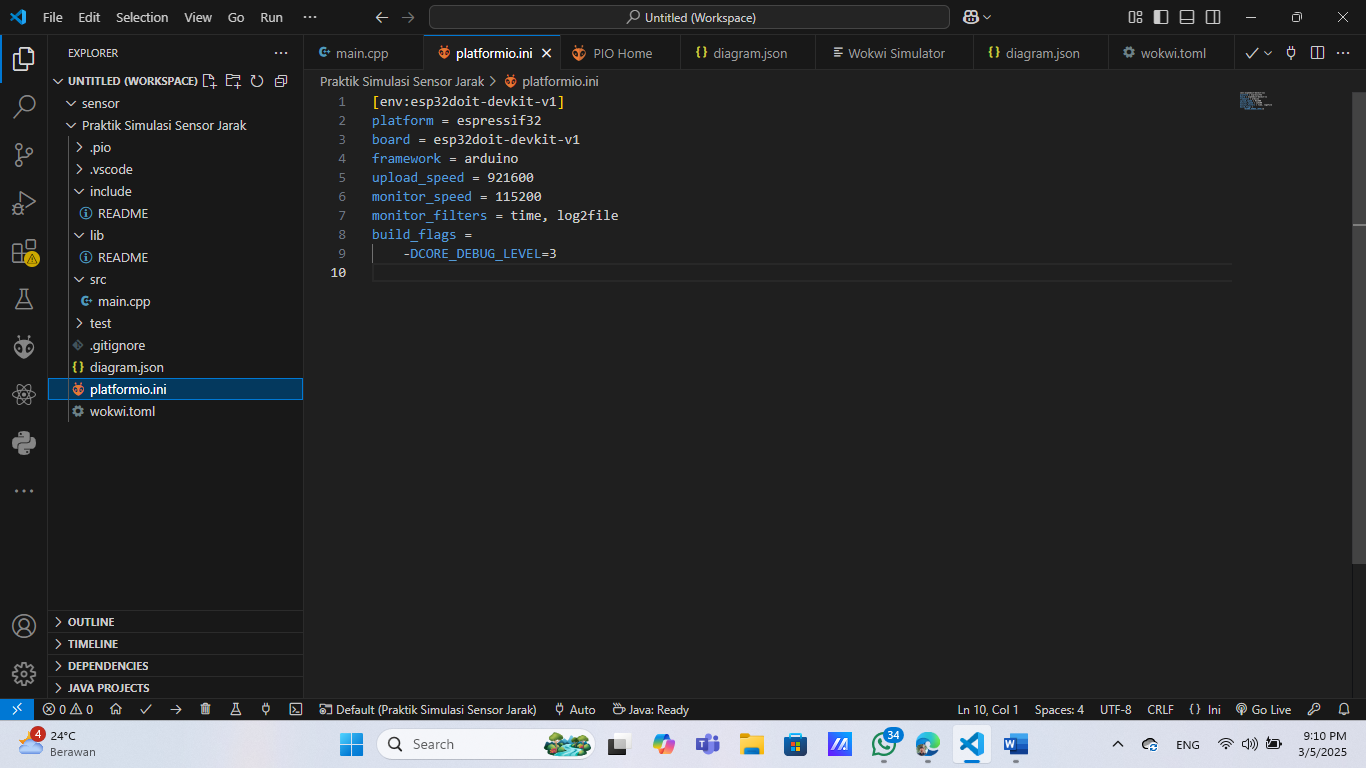 File Edit Selection View Go Run ··· Untitled (Workspace)
EXPLORER ···
main.cpp platformio.ini PIO Home diagram.json Wokwi Simulator diagram.json wokwi.toml ···
UNTITLED (WORKSPACE)
sensor
Praktik Simulasi Sensor Jarak
.pio
.vscode
include
README
lib
README
src
main.cpp
test
.gitignore
diagram.json
platformio.ini
wokwi.toml
OUTLINE
TIMELINE
DEPENDENCIES
JAVA PROJECTS
Praktik Simulasi Sensor Jarak > platformio.ini
1 [env:esp32doit-devkit-v1]
2 platform = espressif32
3 board = esp32doit-devkit-v1
4 framework = arduino
5 upload_speed = 921600
6 monitor_speed = 115200
7 monitor_filters = time, log2file
8 build_flags =
9 -DCORE_DEBUG_LEVEL=3
10
0 0 Default (Praktik Simulasi Sensor Jarak) Auto Java: Ready Ln 10, Col 1 Spaces: 4 UTF-8 CRLF {} Ini Go Live
4 24°C
Berawan
Search
34
ENG
9:10 PM
3/5/2025